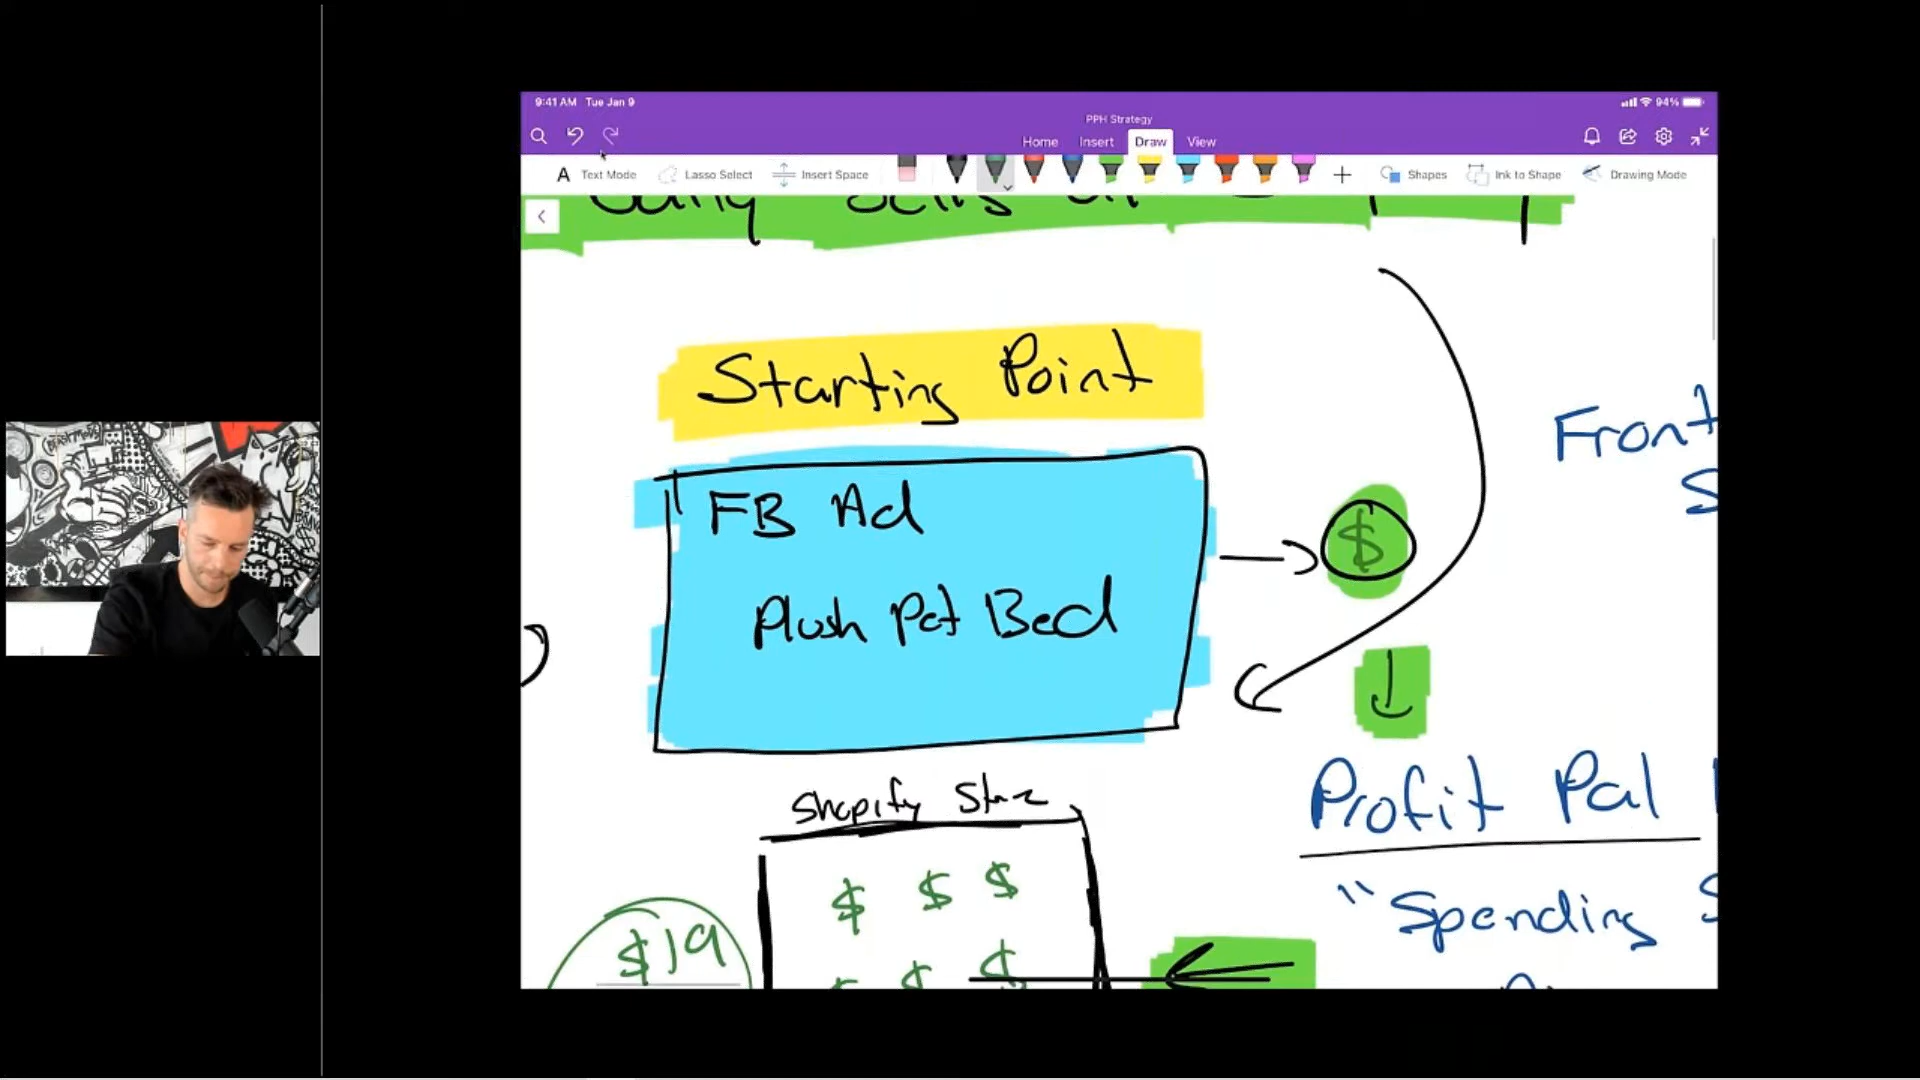 9:41 AM Tue Jan 9
94%
PPH Strategy
Home Insert Draw View
A Text Mode Lasso Select Insert Space Shapes Ink to Shape Drawing Mode
Starting Point
Front
S
FB Ad
$
Plush Pet Bed
Shopify Store
Profit Pal
$ $ $
"Spending $
$19
$ $